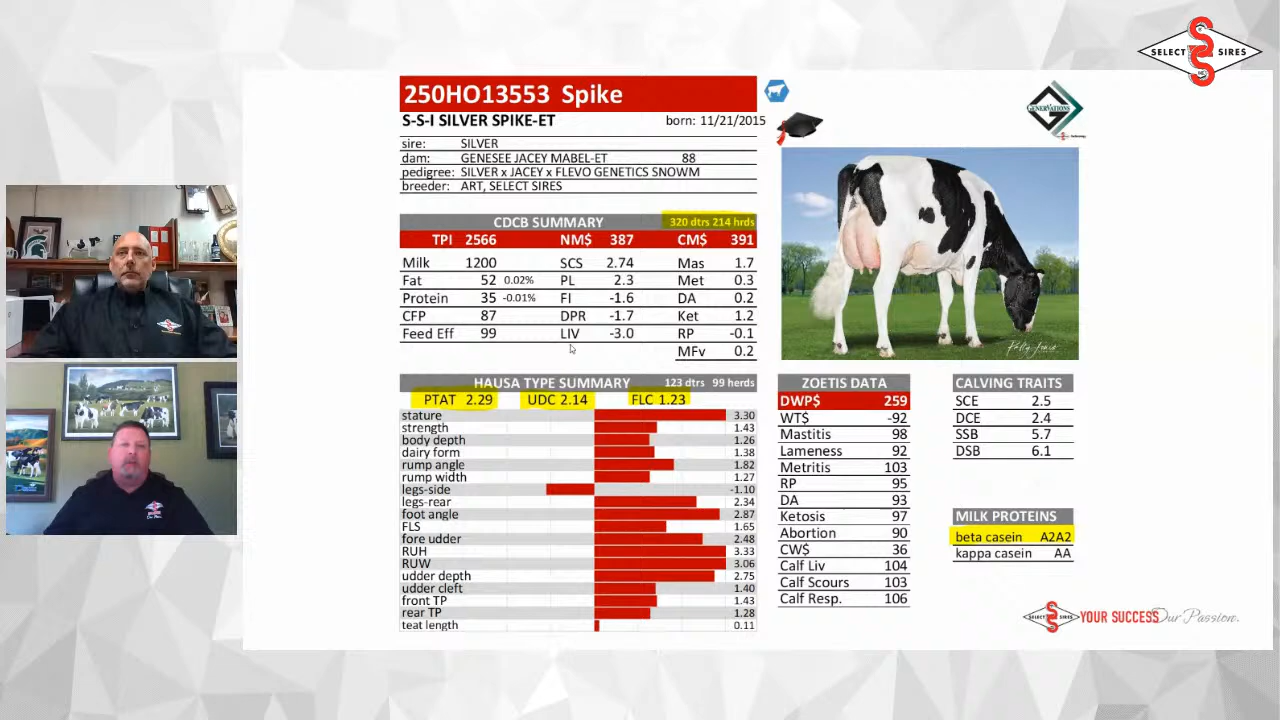 SELECT SIRES
250HO13553 Spike
S-S-I SILVER SPIKE-ET born: 11/21/2015
sire: SILVER
dam: GENESEE JACEY MABEL-ET 88
pedigree: SILVER x JACEY x FLEVO GENETICS SNOWM
breeder: ART, SELECT SIRES
CDCB SUMMARY 320 dtrs 214 hrds
TPI 2566 NM$ 387 CM$ 391
Milk 1200 SCS 2.74 Mas 1.7
Fat 52 0.02% PL 2.3 Met 0.3
Protein 35 -0.01% FI -1.6 DA 0.2
CFP 87 DPR -1.7 Ket 1.2
Feed Eff 99 LIV -3.0 RP -0.1
MFv 0.2
HAUSA TYPE SUMMARY 123 dtrs 99 herds
PTAT 2.29 UDC 2.14 FLC 1.23
stature 3.30
strength 1.43
body depth 1.26
dairy form 1.38
rump angle 1.82
rump width 1.27
legs-side -1.10
legs-rear 2.34
foot angle 2.87
FLS 1.65
fore udder 2.48
RUH 3.33
RUW 3.06
udder depth 2.75
udder cleft 1.40
front TP 1.43
rear TP 1.28
teat length 0.11
GENERVATIONS
ZOETIS DATA
DWP$ 259
WT$ -92
Mastitis 98
Lameness 92
Metritis 103
RP 95
DA 93
Ketosis 97
Abortion 90
CW$ 36
Calf Liv 104
Calf Scours 103
Calf Resp. 106
CALVING TRAITS
SCE 2.5
DCE 2.4
SSB 5.7
DSB 6.1
MILK PROTEINS
beta casein A2A2
kappa casein AA
SELECT SIRES YOUR SUCCESS Our Passion.